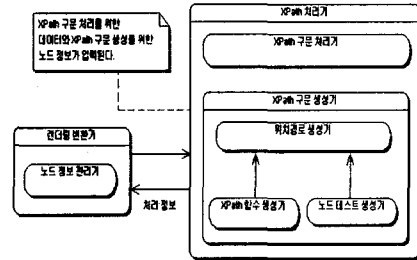 XPath 구문 처리를 위한
데이터와 XPath 구문 생성를 위한
노드 정보가 입력된다.
XPath 처리기
XPath 구문 처리기
XPath 구문 생성기
위치경로 생성기
XPath 함수 생성기
노드 테스트 생성기
렌더링 변환기
노드 정보 관리기
처리 정보